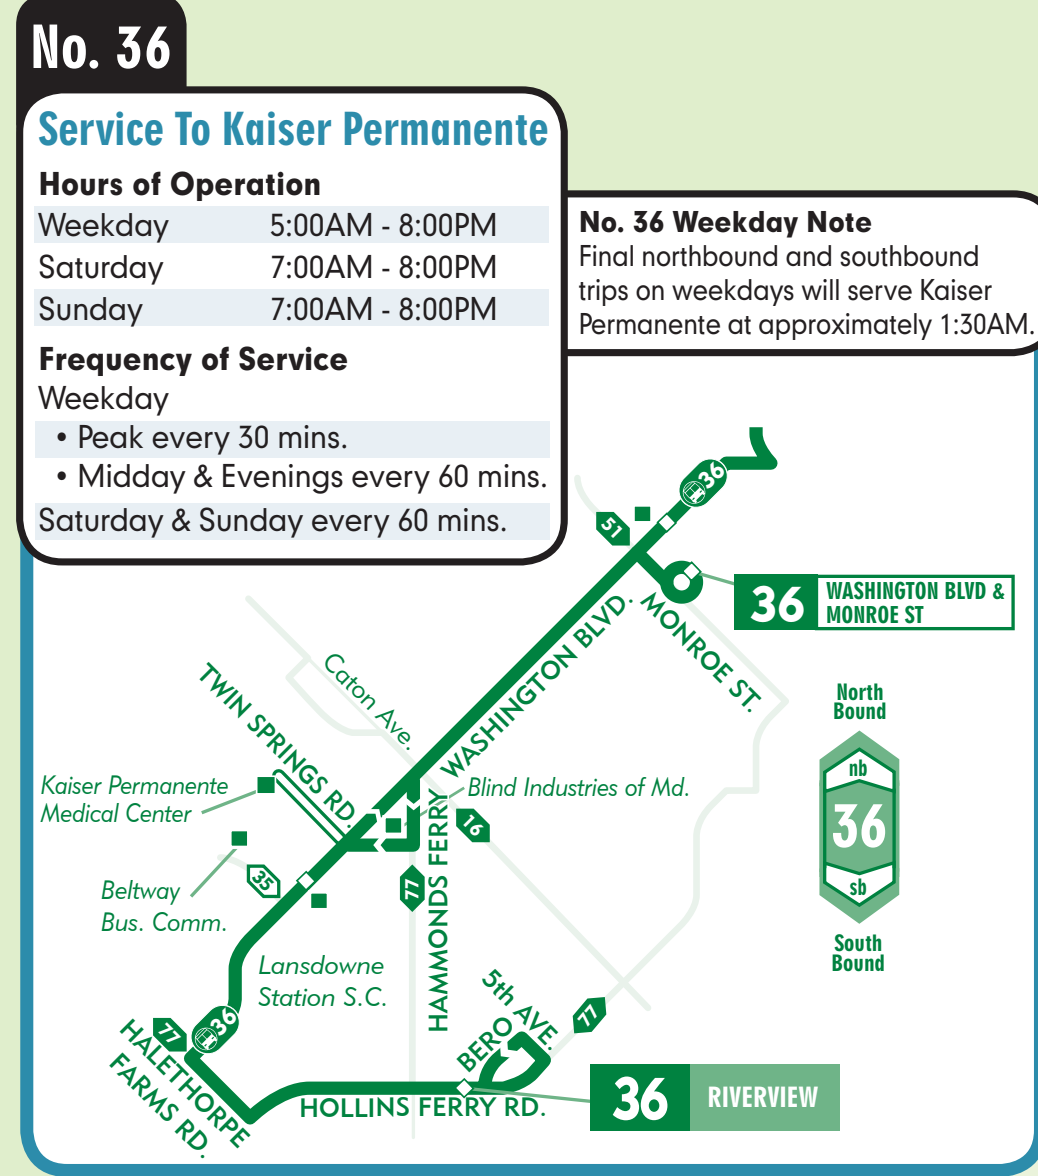 No. 36
Service To Kaiser Permanente
Hours of Operation
Weekday 5:00AM - 8:00PM
Saturday 7:00AM - 8:00PM
Sunday 7:00AM - 8:00PM
Frequency of Service
Weekday
• Peak every 30 mins.
• Midday & Evenings every 60 mins.
Saturday & Sunday every 60 mins.
No. 36 Weekday Note
Final northbound and southbound
trips on weekdays will serve Kaiser
Permanente at approximately 1:30AM.
36
51
36
WASHINGTON BLVD &
MONROE ST
WASHINGTON BLVD.
MONROE ST.
Caton Ave.
TWIN SPRINGS RD.
Kaiser Permanente
Medical Center
Blind Industries of Md.
16
HAMMONDS FERRY
77
35
Beltway
Bus. Comm.
Lansdowne
Station S.C.
North
Bound
nb
36
sb
South
Bound
5th AVE.
BERO
77
36
77
HALETHORPE
FARMS RD.
HOLLINS FERRY RD.
36
RIVERVIEW